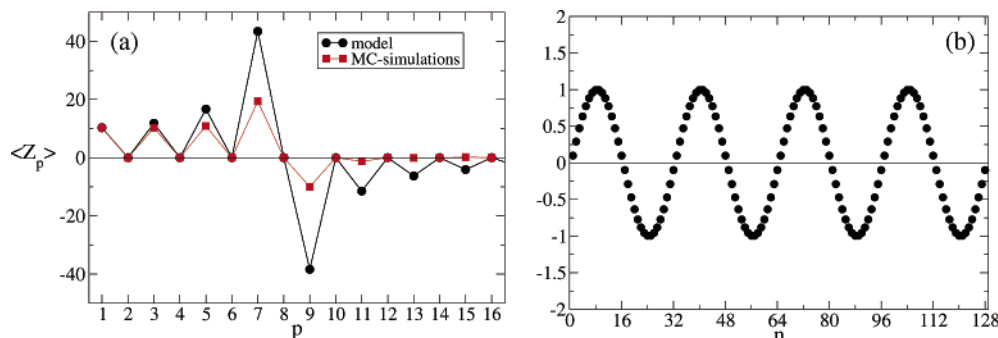 (a)
model
MC-simulations
<Z_p>
40
20
0
-20
-40
1 2 3 4 5 6 7 8 9 10 11 12 13 14 15 16
p
(b)
2
1.5
1
0.5
0
-0.5
-1
-1.5
-2
0 16 32 48 64 80 96 112 128
n